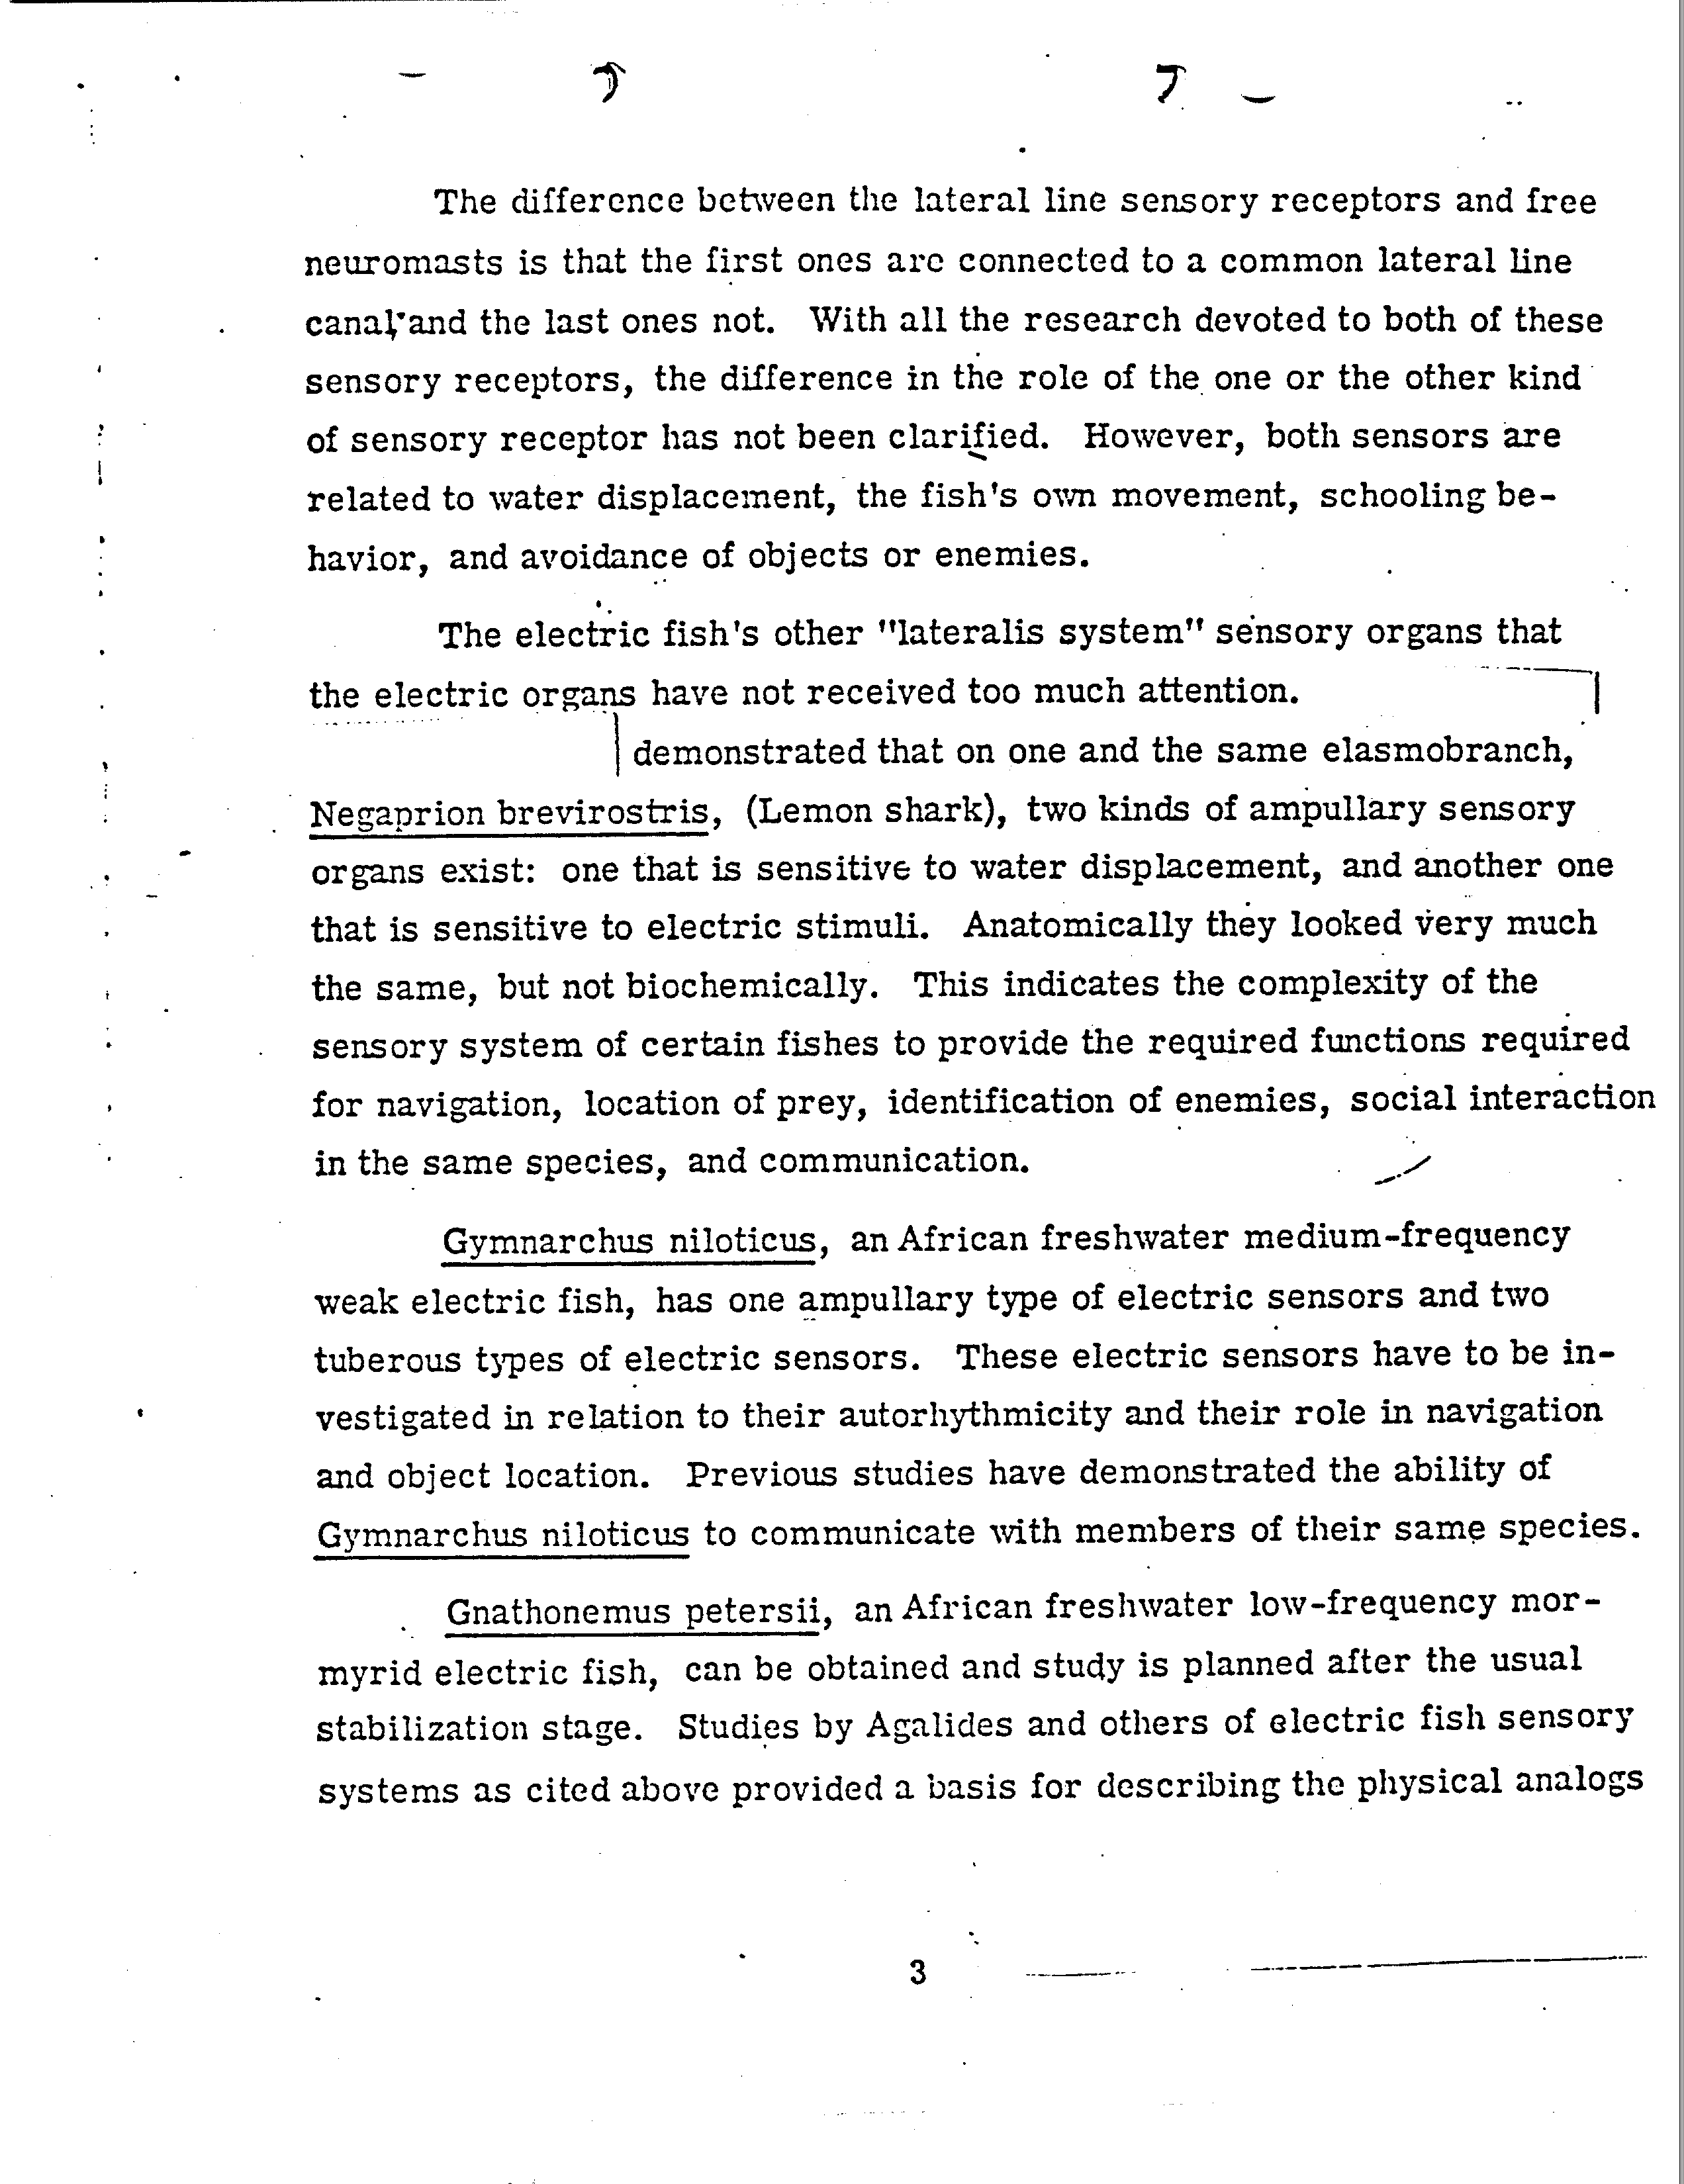 The difference between the lateral line sensory receptors and free
neuromasts is that the first ones are connected to a common lateral line
canal, and the last ones not. With all the research devoted to both of these
sensory receptors, the difference in the role of the one or the other kind
of sensory receptor has not been clarified. However, both sensors are
related to water displacement, the fish's own movement, schooling be-
havior, and avoidance of objects or enemies.
The electric fish's other "lateralis system" sensory organs that
the electric organs have not received too much attention.
demonstrated that on one and the same elasmobranch,
Negaprion brevirostris, (Lemon shark), two kinds of ampullary sensory
organs exist: one that is sensitive to water displacement, and another one
that is sensitive to electric stimuli. Anatomically they looked very much
the same, but not biochemically. This indicates the complexity of the
sensory system of certain fishes to provide the required functions required
for navigation, location of prey, identification of enemies, social interaction
in the same species, and communication.
Gymnarchus niloticus, an African freshwater medium-frequency
weak electric fish, has one ampullary type of electric sensors and two
tuberous types of electric sensors. These electric sensors have to be in-
vestigated in relation to their autorhythmicity and their role in navigation
and object location. Previous studies have demonstrated the ability of
Gymnarchus niloticus to communicate with members of their same species.
Gnathonemus petersii, an African freshwater low-frequency mor-
myrid electric fish, can be obtained and study is planned after the usual
stabilization stage. Studies by Agalides and others of electric fish sensory
systems as cited above provided a basis for describing the physical analogs
3